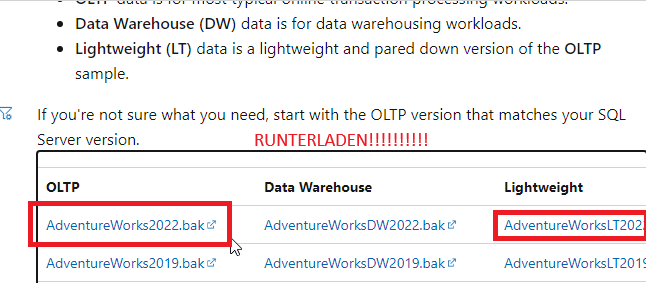 OLTP data is for most typical online transaction processing workloads.
Data Warehouse (DW) data is for data warehousing workloads.
Lightweight (LT) data is a lightweight and pared down version of the OLTP
sample.
If you're not sure what you need, start with the OLTP version that matches your SQL
Server version.
RUNTERLADEN!!!!!!!!!!
OLTP Data Warehouse Lightweight
AdventureWorks2022.bak AdventureWorksDW2022.bak AdventureWorksLT202
AdventureWorks2019.bak AdventureWorksDW2019.bak AdventureWorksLT2019